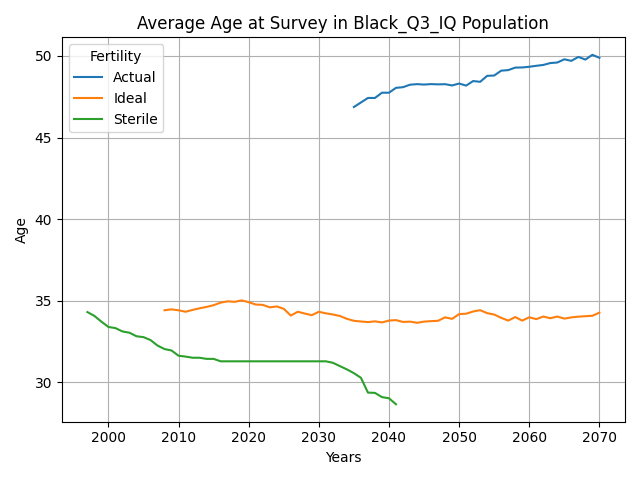 Average Age at Survey in Black_Q3_IQ Population
Fertility
Actual
Ideal
Sterile
Age
50
45
40
35
30
2000 2010 2020 2030 2040 2050 2060 2070
Years